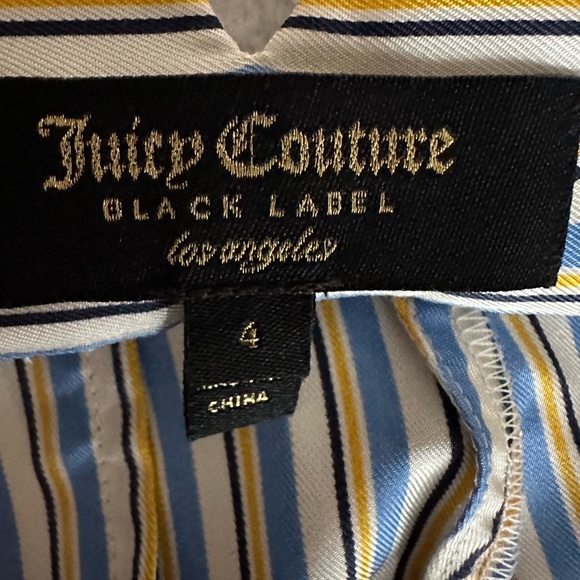 Juicy Couture
BLACK LABEL
los angeles
4
CHINA